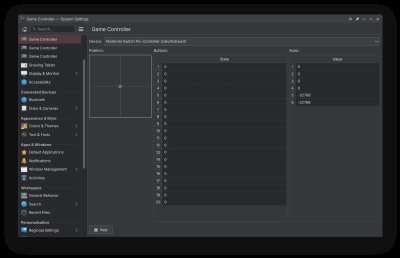 Game Controller — System Settings
Search...
Game Controller
Device:
Nintendo Switch Pro Controller
Position:
Buttons:
Axes:
State
Value
1 0
2 0
3 0
4 0
5 0
6 0
7 0
8 0
9 0
10 0
11 0
12 0
13 0
14 0
15 0
16 0
17 0
18 0
19 0
20 0
1 0
2 0
3 0
4 0
5 -32768
6 -32768
Game Controller
Game Controller
Game Controller
Drawing Tablet
Display & Monitor
Accessibility
Connected Devices
Bluetooth
Disks & Cameras
Appearance & Style
Colors & Themes
Text & Fonts
Apps & Windows
Default Applications
Notifications
Window Management
Activities
Workspace
General Behavior
Search
Recent Files
Personalization
Regional Settings
Help